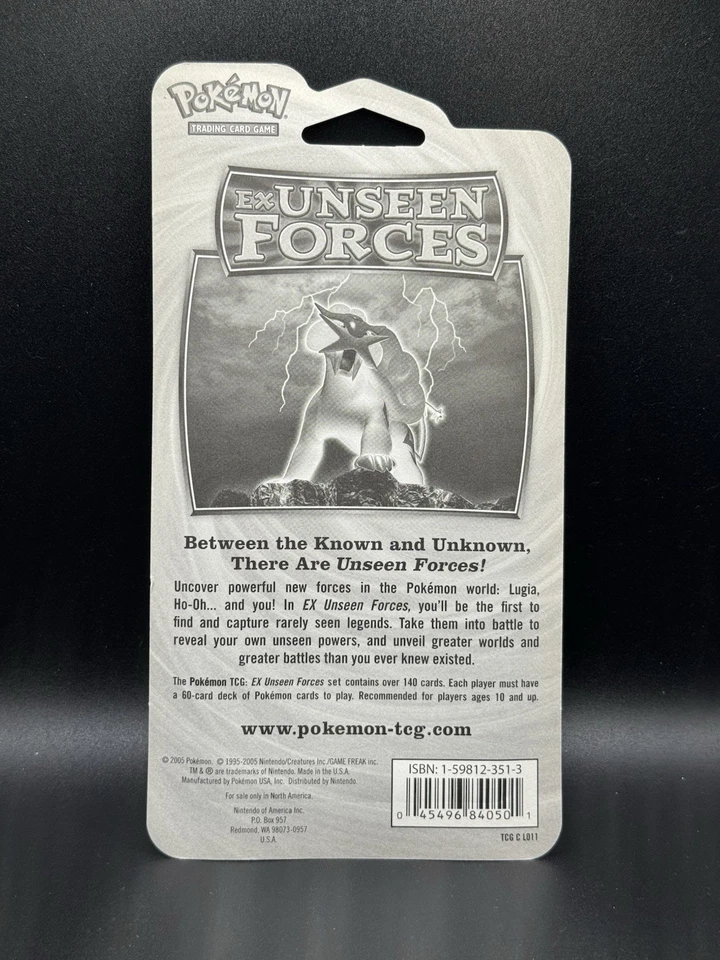 POKéMON
TRADING CARD GAME
EX UNSEEN
FORCES
Between the Known and Unknown,
There Are Unseen Forces!
Uncover powerful new forces in the Pokémon world: Lugia,
Ho-Oh... and you! In EX Unseen Forces, you'll be the first to
find and capture rarely seen legends. Take them into battle to
reveal your own unseen powers, and unveil greater worlds and
greater battles than you ever knew existed.
The Pokémon TCG: EX Unseen Forces set contains over 140 cards. Each player must have
a 60-card deck of Pokémon cards to play. Recommended for players ages 10 and up.
www.pokemon-tcg.com
© 2005 Pokémon. © 1995-2005 Nintendo/Creatures Inc./GAME FREAK inc.
TM & ® are trademarks of Nintendo. Made in the U.S.A.
Manufactured by Pokémon USA, Inc. Distributed by Nintendo.
For sale only in North America.
Nintendo of America Inc.
P.O. Box 957
Redmond, WA 98073-0957
U.S.A.
ISBN: 1-59812-351-3
0 45496 84050 1
TCG C L011